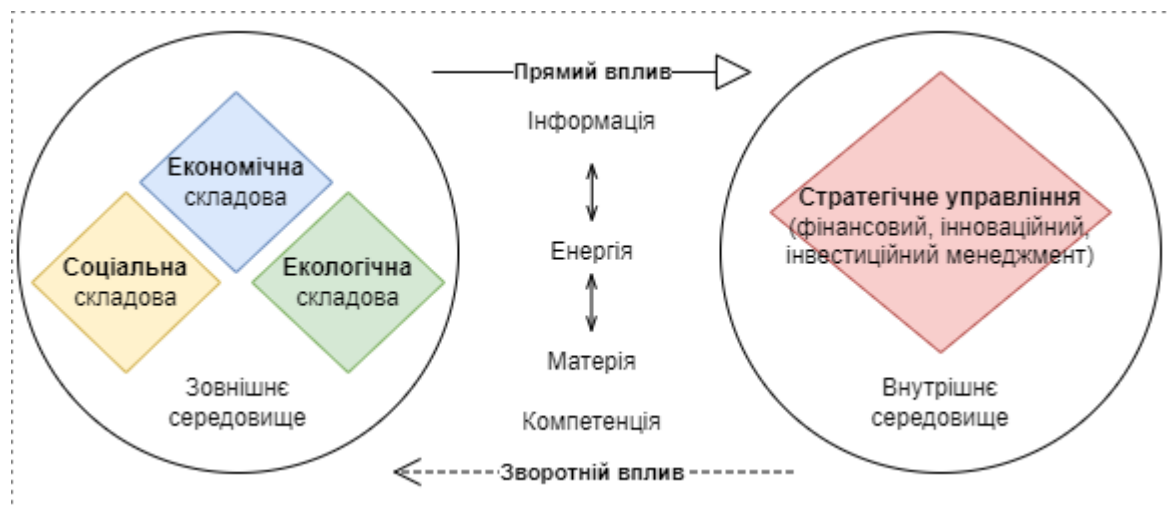 Економічна
складова
Соціальна
складова
Екологічна
складова
Зовнішнє
середовище
Прямий вплив
Інформація
Енергія
Матерія
Компетенція
Зворотній вплив
Стратегічне управління
(фінансовий, інноваційний,
інвестиційний менеджмент)
Внутрішнє
середовище